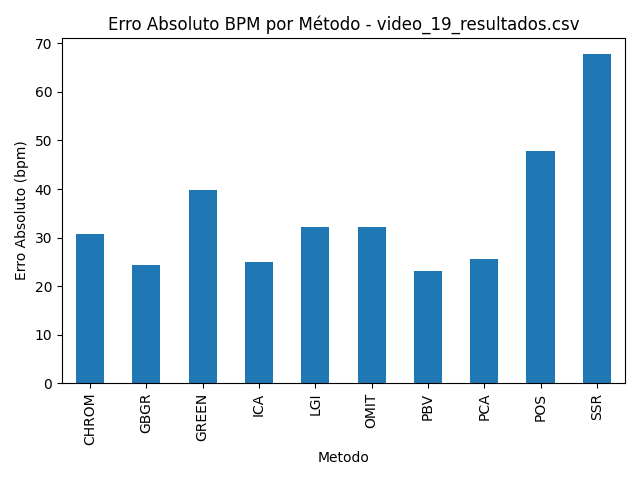 Erro Absoluto BPM por Método - video_19_resultados.csv
Erro Absoluto (bpm)
70
60
50
40
30
20
10
0
CHROM
GBGR
GREEN
ICA
LGI
OMIT
PBV
PCA
POS
SSR
Metodo